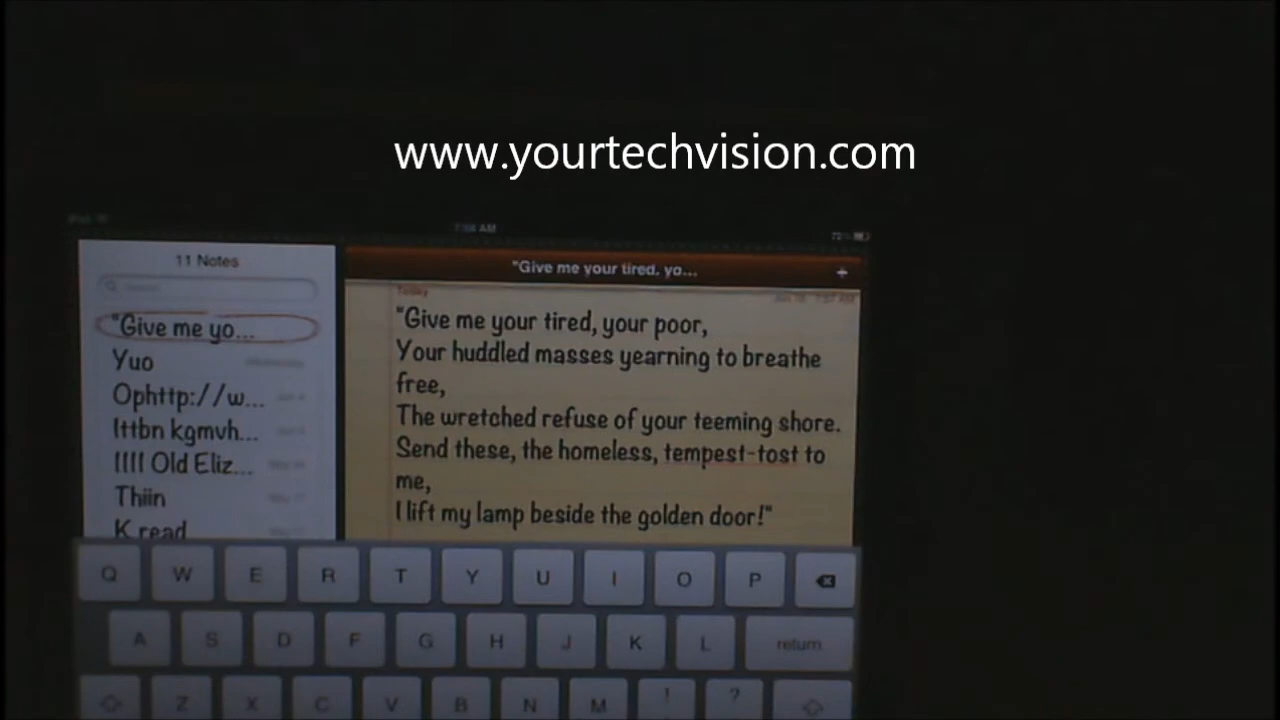 www.yourtechvision.com
11 Notes
"Give me yo...
Yuo
Ophttp://w...
Ittbn kgmvh...
IIII Old Eliz...
Thiin
K read
"Give me your tired, yo...
+
Today
"Give me your tired, your poor,
Your huddled masses yearning to breathe
free,
The wretched refuse of your teeming shore.
Send these, the homeless, tempest-tost to
me,
I lift my lamp beside the golden door!"
Q W E R T Y U I O P
A S D F G H J K L return
Z X C V B N M ! ?